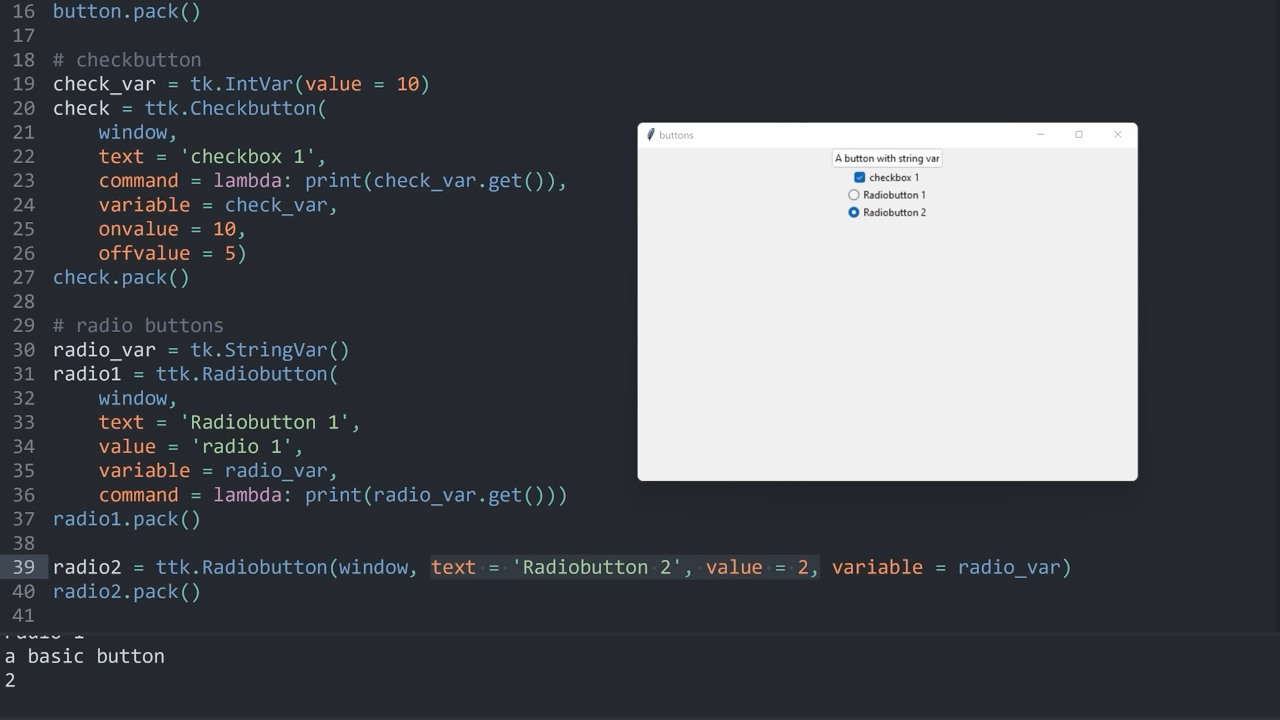 16 button.pack()
17
18 # checkbutton
19 check_var = tk.IntVar(value = 10)
20 check = ttk.Checkbutton(
21     window,
22     text = 'checkbox 1',
23     command = lambda: print(check_var.get()),
24     variable = check_var,
25     onvalue = 10,
26     offvalue = 5)
27 check.pack()
28
29 # radio buttons
30 radio_var = tk.StringVar()
31 radio1 = ttk.Radiobutton(
32     window,
33     text = 'Radiobutton 1',
34     value = 'radio 1',
35     variable = radio_var,
36     command = lambda: print(radio_var.get()))
37 radio1.pack()
38
39 radio2 = ttk.Radiobutton(window, text = 'Radiobutton 2', value = 2, variable = radio_var)
40 radio2.pack()
41
buttons
A button with string var
checkbox 1
Radiobutton 1
Radiobutton 2
radio 1
a basic button
2